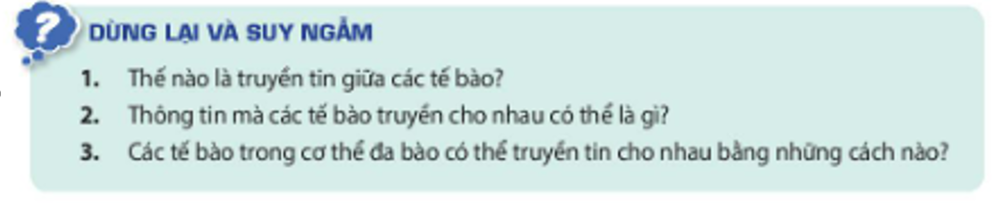 ?
DỪNG LẠI VÀ SUY NGẪM
1. Thế nào là truyền tin giữa các tế bào?
2. Thông tin mà các tế bào truyền cho nhau có thể là gì?
3. Các tế bào trong cơ thể đa bào có thể truyền tin cho nhau bằng những cách nào?